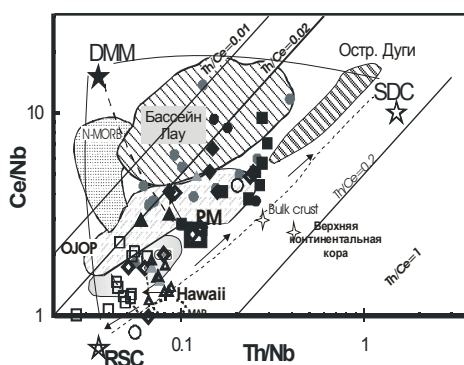 DMM
Th/Ce=0.01
Th/Ce=0.02
Остр. Дуги
SDC
10
Бассейн
Лау
N-MORB
Ce/Nb
Th/Ce=0.2
PM
Bulk crust
Верхняя
континентальная
кора
OJOP
Hawaii
MAR
Th/Ce=1
1
RSC
0.1
Th/Nb
1